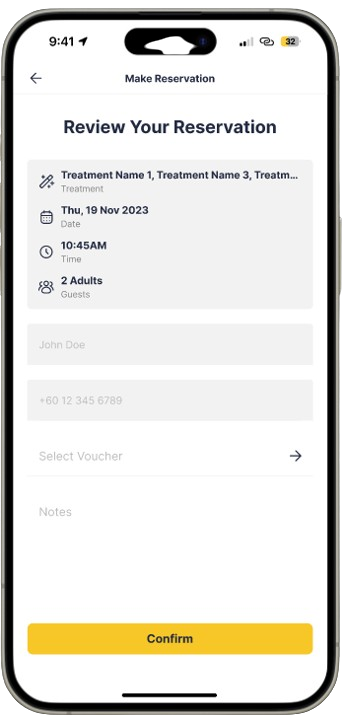 9:41
32
Make Reservation
Review Your Reservation
Treatment Name 1, Treatment Name 3, Treatm...
Treatment
Thu, 19 Nov 2023
Date
10:45AM
Time
2 Adults
Guests
John Doe
+60 12 345 6789
Select Voucher
Notes
Confirm